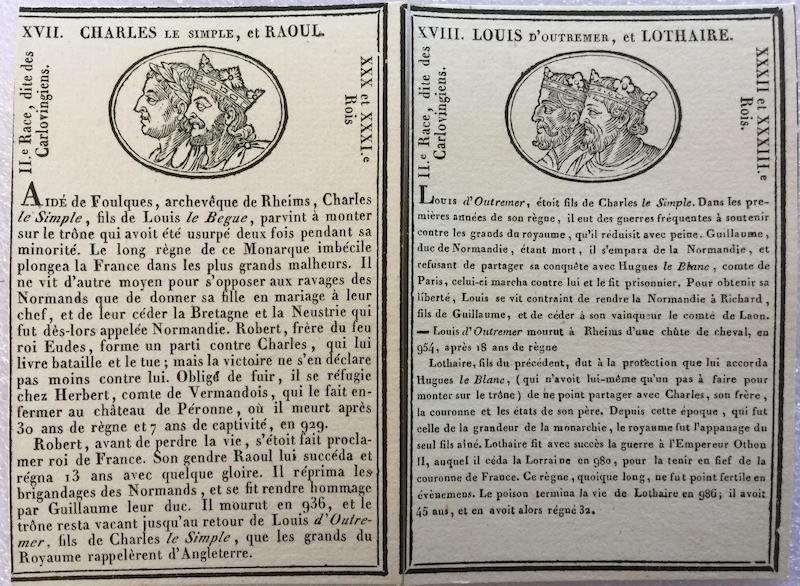 XVII. CHARLES LE SIMPLE, et RAOUL.
II.e Race, dite des
Carlovingiens.
XXX et XXXI.e
Rois
AIDÉ de Foulques, archevêque de Rheims, Charles
le Simple, fils de Louis le Begue, parvint à monter
sur le trône qui avoit été usurpé deux fois pendant sa
minorité. Le long règne de ce Monarque imbécile
plongea la France dans les plus grands malheurs. Il
ne vit d'autre moyen pour s'opposer aux ravages des
Normands que de donner sa fille en mariage à leur
chef, et de leur céder la Bretagne et la Neustrie qui
fut dès-lors appelée Normandie. Robert, frère du feu
roi Eudes, forme un parti contre Charles, qui lui
livre bataille et le tue; mais la victoire ne s'en déclare
pas moins contre lui. Obligé de fuir, il se réfugie
chez Herbert, comte de Vermandois, qui le fait en-
fermer au château de Péronne, où il meurt après
30 ans de règne et 7 ans de captivité, en 929.
Robert, avant de perdre la vie, s'étoit fait procla-
mer roi de France. Son gendre Raoul lui succéda et
régna 13 ans avec quelque gloire. Il réprima les
brigandages des Normands, et se fit rendre hommage
par Guillaume leur duc. Il mourut en 936, et le
trône resta vacant jusqu'au retour de Louis d'Outre-
mer, fils de Charles le Simple, que les grands du
Royaume rappelèrent d'Angleterre.
XVIII. LOUIS D'OUTREMER, et LOTHAIRE.
II.e Race, dite des
Carlovingiens.
XXXII et XXXIII.e
Rois.
Louis d'Outremer, étoit fils de Charles le Simple. Dans les pre-
mières années de son règne, il eut des guerres fréquentes à soutenir
contre les grands du royaume, qu'il réduisit avec peine. Guillaume,
duc de Normandie, étant mort, il s'empara de la Normandie, et
refusant de partager sa conquête avec Hugues le Blanc, comte de
Paris, celui-ci marcha contre lui et le fit prisonnier. Pour obtenir sa
liberté, Louis se vit contraint de rendre la Normandie à Richard,
fils de Guillaume, et de céder à son vainqueur le comté de Laon.
— Louis d'Outremer mourut à Rheims d'une chûte de cheval, en
954, après 18 ans de règne
Lothaire, fils du précédent, dut à la protection que lui accorda
Hugues le Blanc, (qui n'avoit lui-même qu'un pas à faire pour
monter sur le trône) de ne point partager avec Charles, son frère,
la couronne et les états de son père. Depuis cette époque, qui fut
celle de la grandeur de la monarchie, le royaume fut l'appanage du
seul fils aîné. Lothaire fit avec succès la guerre à l'Empereur Othon
II, auquel il céda la Lorraine en 980, pour la tenir en fief de la
couronne de France. Ce règne, quoique long, ne fut point fertile en
évènemens. Le poison termina la vie de Lothaire en 986; il avoit
45 ans, et en avoit alors régné 32.